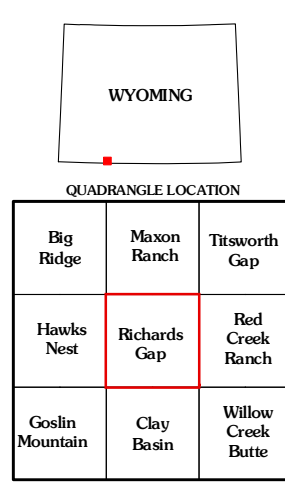 WYOMING
QUADRANGLE LOCATION
Big
Ridge
Maxon
Ranch
Titsworth
Gap
Hawks
Nest
Richards
Gap
Red
Creek
Ranch
Goslin
Mountain
Clay
Basin
Willow
Creek
Butte